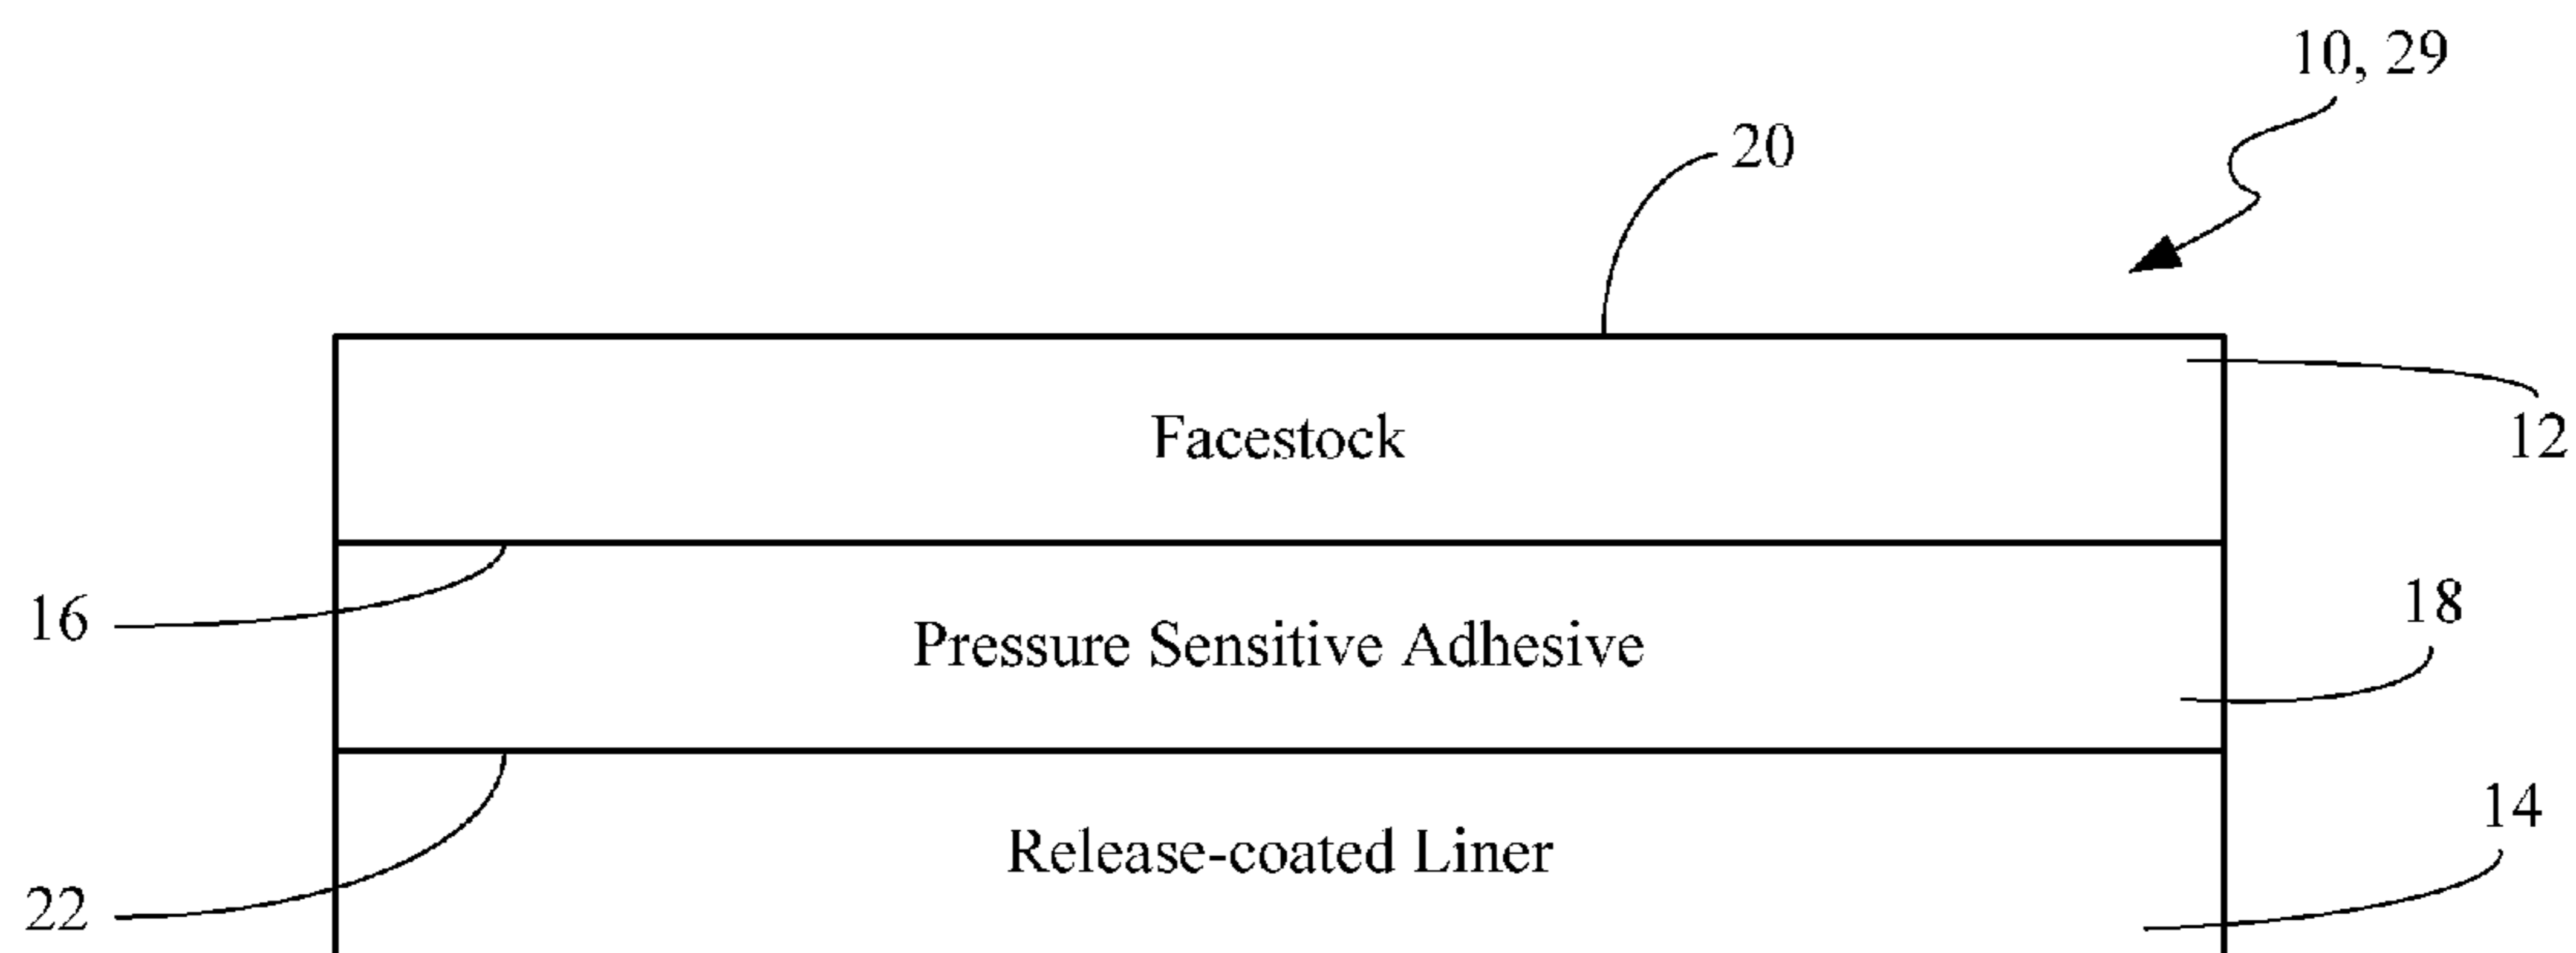 10, 29
20
Facestock
12
16
Pressure Sensitive Adhesive
18
Release-coated Liner
14
22